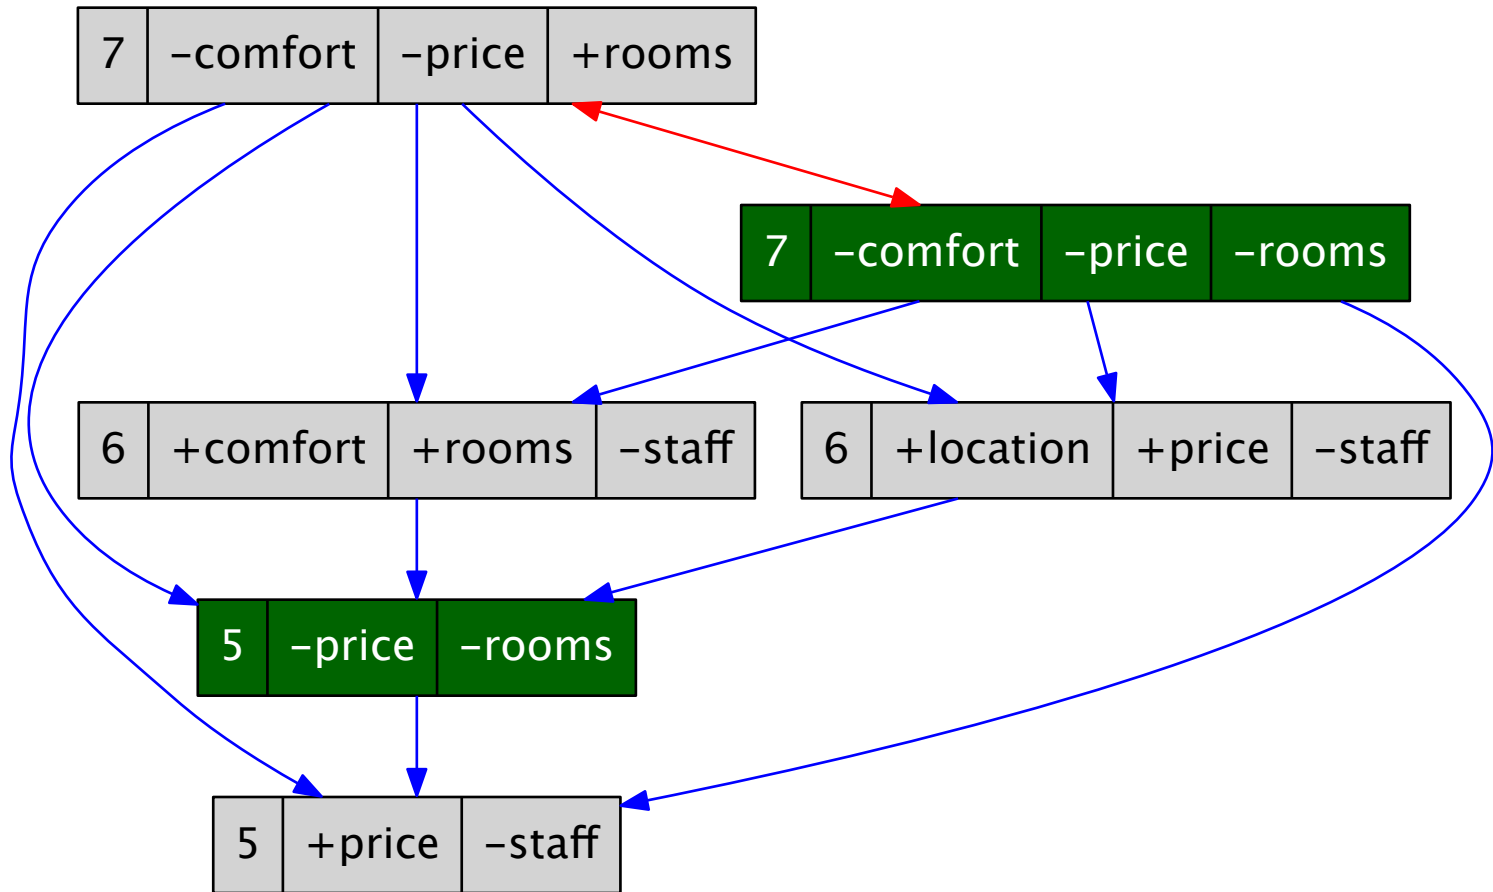 7 –comfort –price +rooms
7 –comfort –price –rooms
6 +comfort +rooms –staff
6 +location +price –staff
5 –price –rooms
5 +price –staff